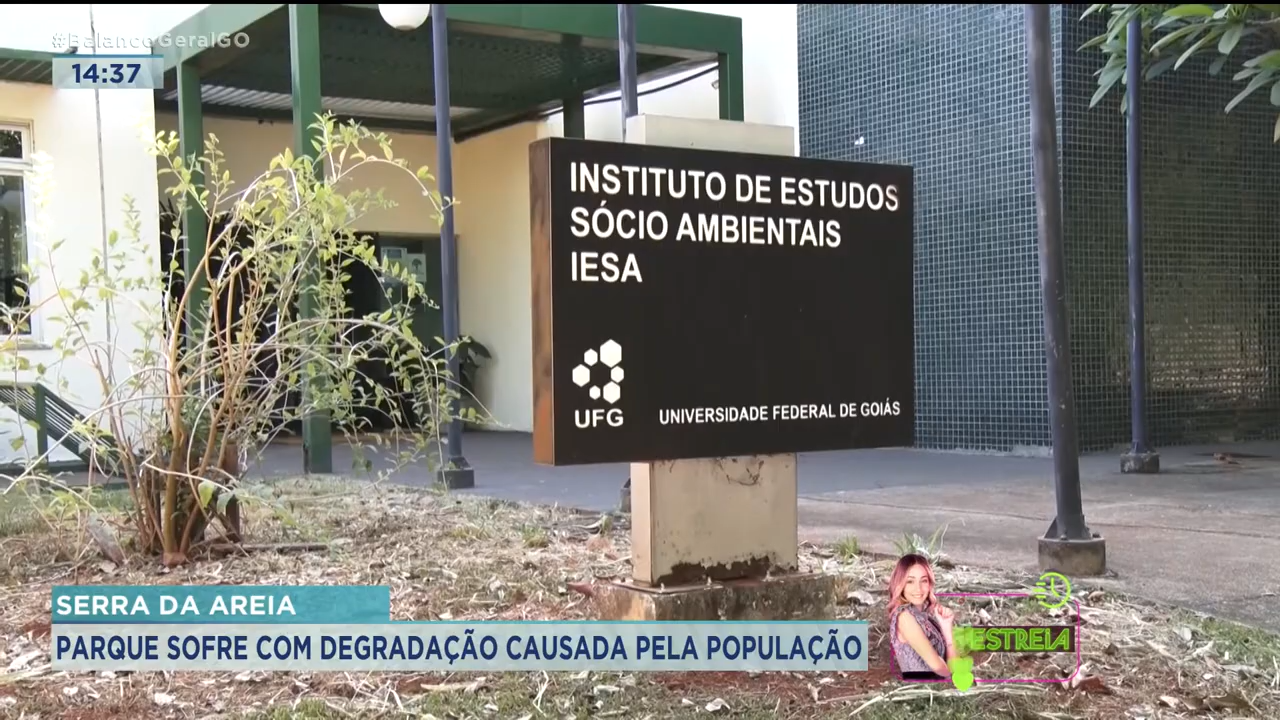 #BalançoGeralGO
14:37
INSTITUTO DE ESTUDOS
SÓCIO AMBIENTAIS
IESA
UFG
UNIVERSIDADE FEDERAL DE GOIÁS
SERRA DA AREIA
PARQUE SOFRE COM DEGRADAÇÃO CAUSADA PELA POPULAÇÃO
ESTREIA